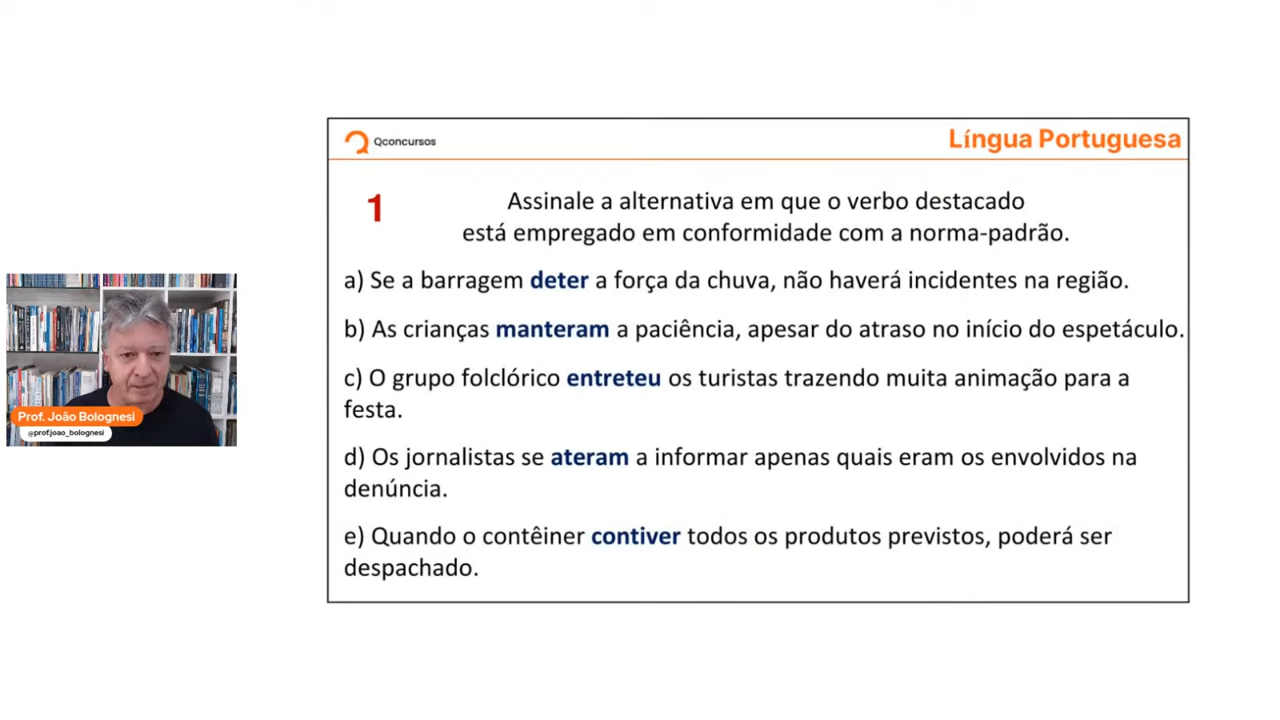 Qconcursos
Língua Portuguesa
1
Assinale a alternativa em que o verbo destacado
está empregado em conformidade com a norma-padrão.
a) Se a barragem deter a força da chuva, não haverá incidentes na região.
b) As crianças manteram a paciência, apesar do atraso no início do espetáculo.
c) O grupo folclórico entreteu os turistas trazendo muita animação para a
festa.
d) Os jornalistas se ateram a informar apenas quais eram os envolvidos na
denúncia.
e) Quando o contêiner contiver todos os produtos previstos, poderá ser
despachado.
Prof. João Bolognesi
@prof.joao_bolognesi